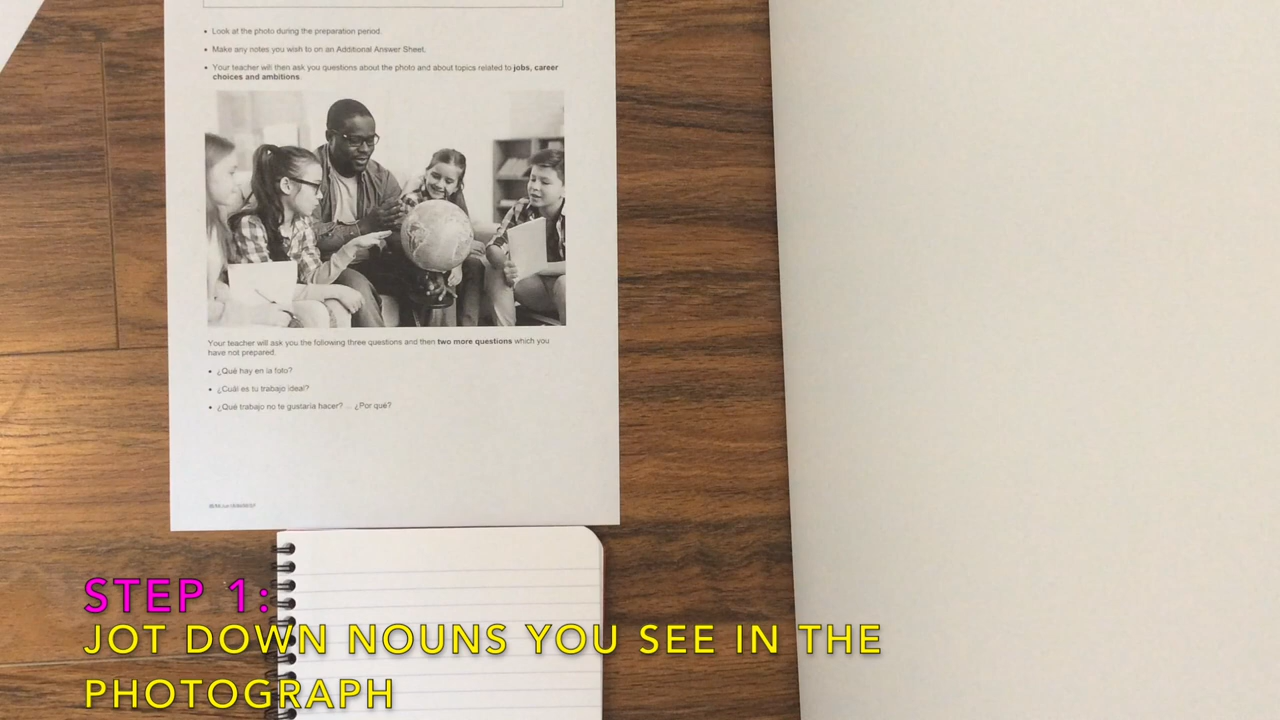 • Look at the photo during the preparation period.
• Make any notes you wish to on an Additional Answer Sheet.
• Your teacher will then ask you questions about the photo and about topics related to jobs, career
choices and ambitions.
Your teacher will ask you the following three questions and then two more questions which you
have not prepared.
• ¿Qué hay en la foto?
• ¿Cuál es tu trabajo ideal?
• ¿Qué trabajo no te gustaría hacer? ... ¿Por qué?
STEP 1:
JOT DOWN NOUNS YOU SEE IN THE
PHOTOGRAPH